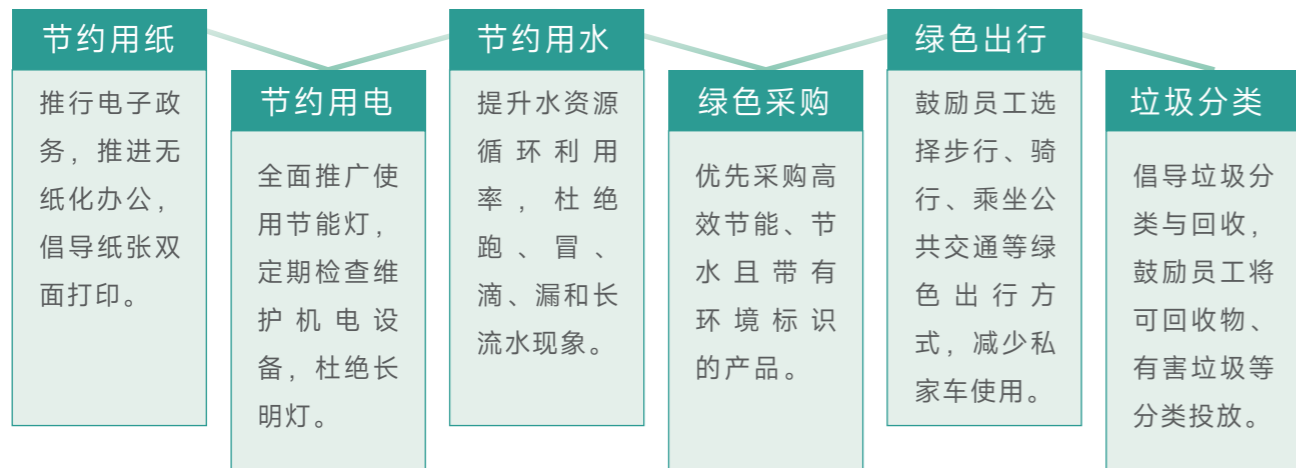 节约用纸
推行电子政
务，推进无
纸化办公，
倡导纸张双
面打印。
节约用电
全面推广使
用节能灯，
定期检查维
护机电设
备，杜绝长
明灯。
节约用水
提升水资源
循环利用
率，杜绝
跑、冒、
滴、漏和长
流水现象。
绿色采购
优先采购高
效节能、节
水且带有
环境标识
的产品。
绿色出行
鼓励员工选
择步行、骑
行、乘坐公
共交通等绿
色出行方
式，减少私
家车使用。
垃圾分类
倡导垃圾分
类与回收，
鼓励员工将
可回收物、
有害垃圾等
分类投放。